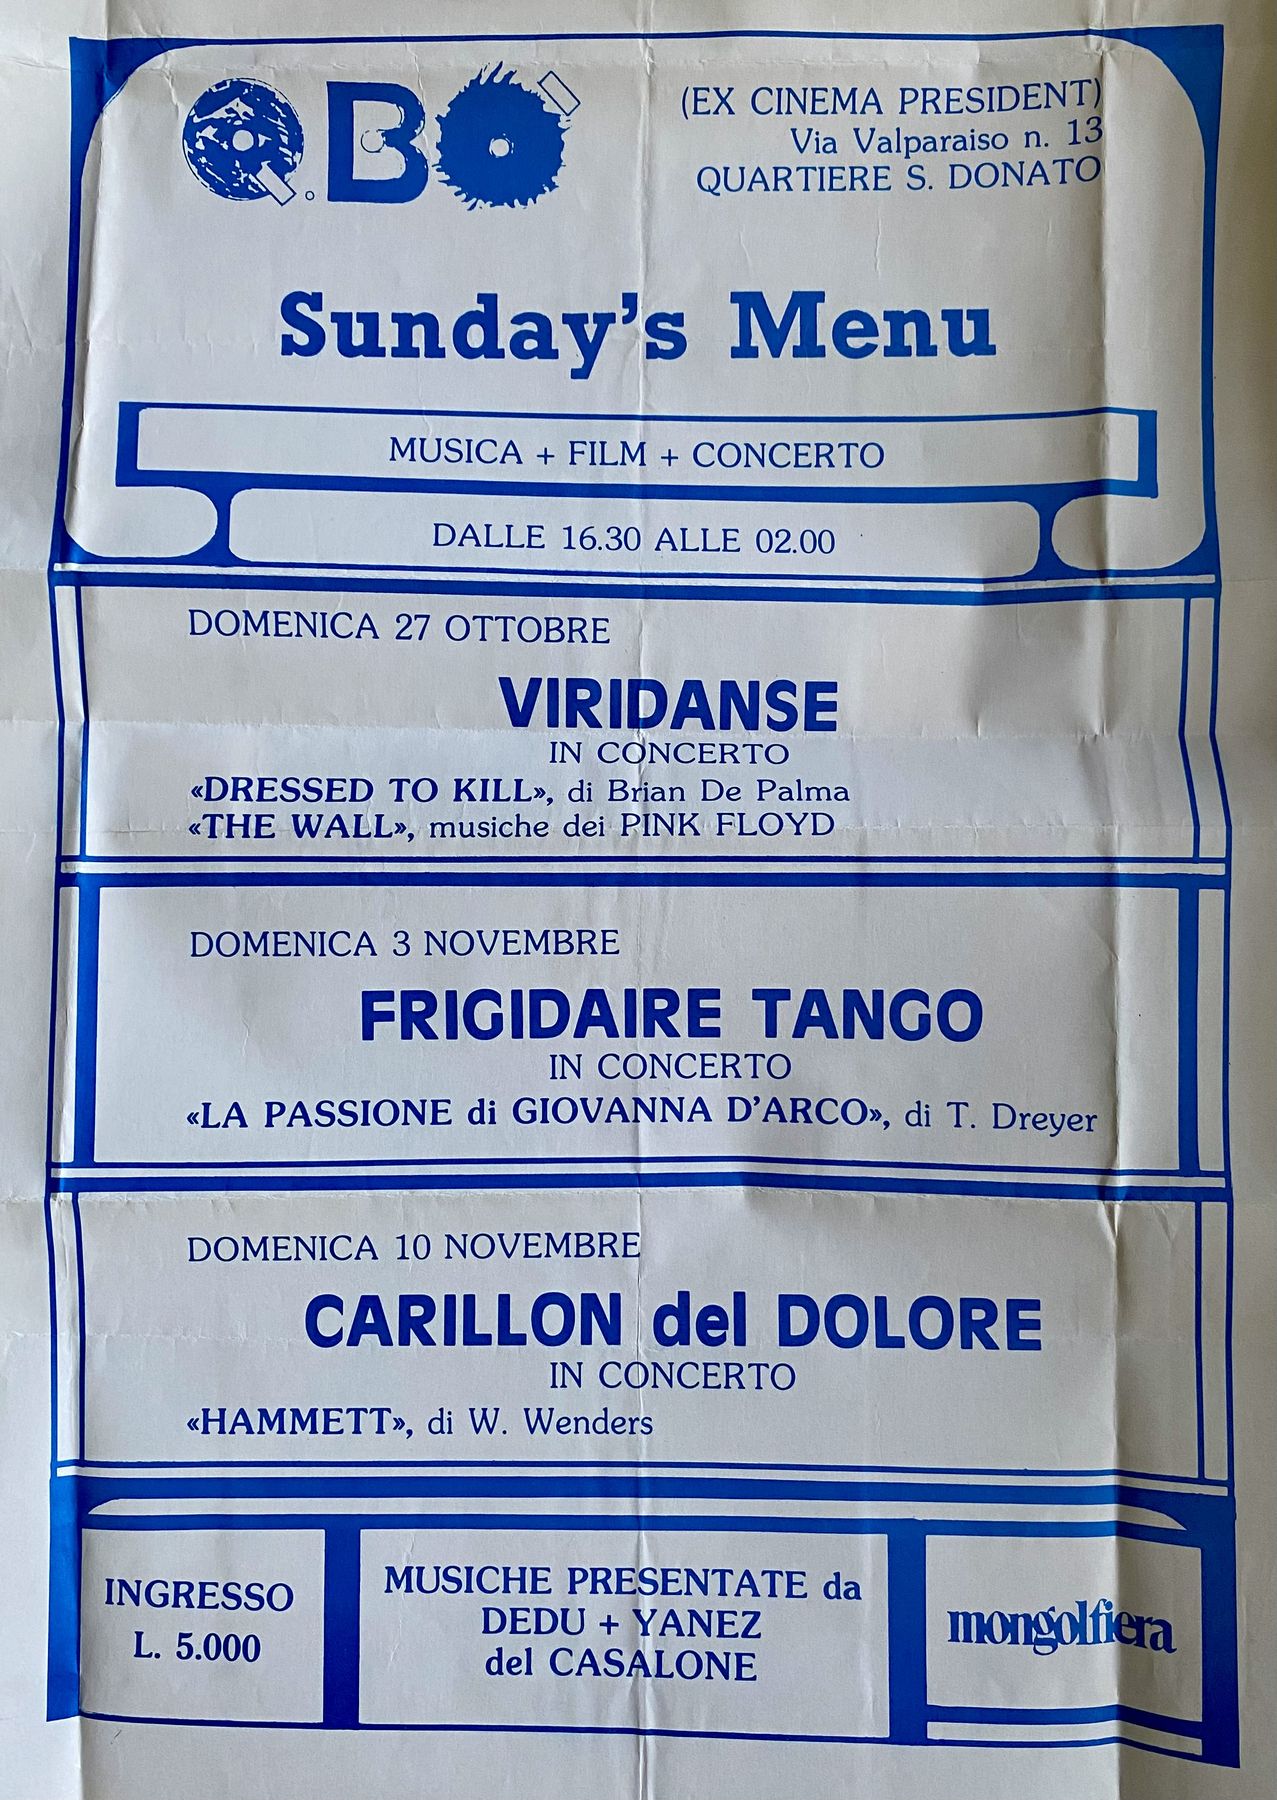 Q.BO'
(EX CINEMA PRESIDENT)
Via Valparaiso n. 13
QUARTIERE S. DONATO
Sunday's Menu
MUSICA + FILM + CONCERTO
DALLE 16.30 ALLE 02.00
DOMENICA 27 OTTOBRE
VIRIDANSE
IN CONCERTO
«DRESSED TO KILL», di Brian De Palma
«THE WALL», musiche dei PINK FLOYD
DOMENICA 3 NOVEMBRE
FRIGIDAIRE TANGO
IN CONCERTO
«LA PASSIONE di GIOVANNA D'ARCO», di T. Dreyer
DOMENICA 10 NOVEMBRE
CARILLON del DOLORE
IN CONCERTO
«HAMMETT», di W. Wenders
INGRESSO
L. 5.000
MUSICHE PRESENTATE da
DEDU + YANEZ
del CASALONE
mongolfiera